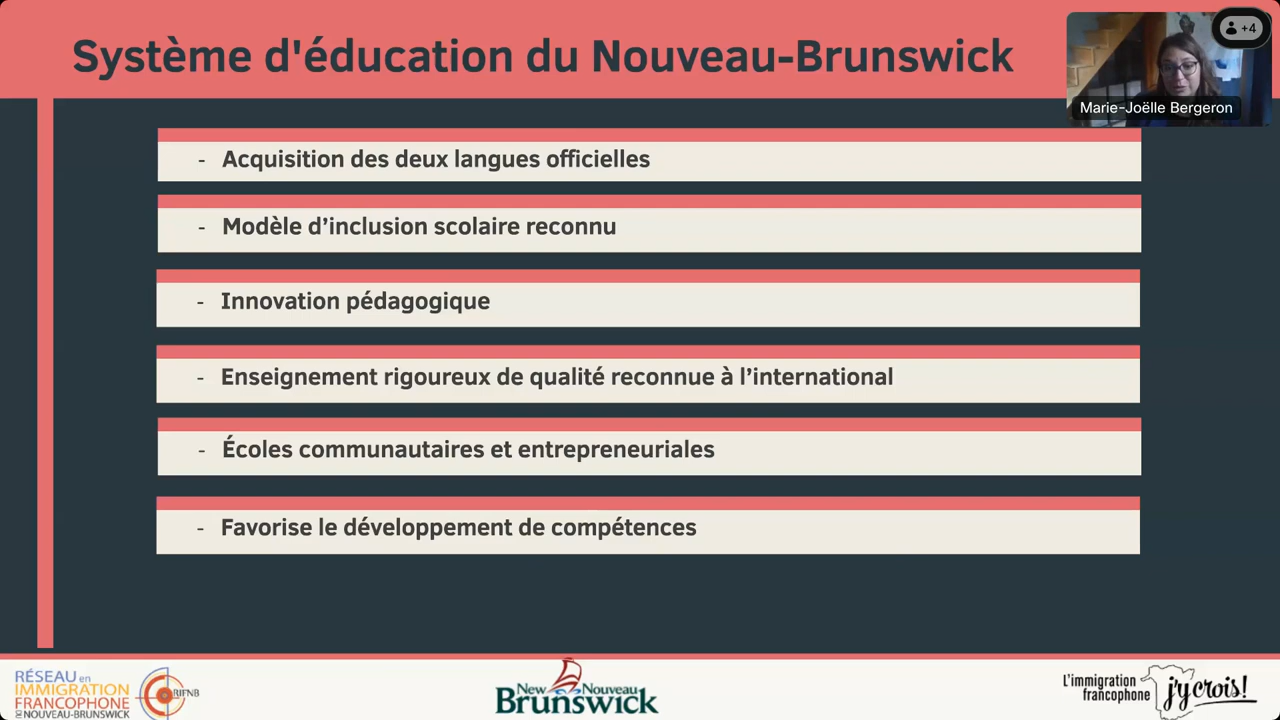 Système d'éducation du Nouveau-Brunswick
+4
Marie-Joëlle Bergeron
- Acquisition des deux langues officielles
- Modèle d’inclusion scolaire reconnu
- Innovation pédagogique
- Enseignement rigoureux de qualité reconnue à l’international
- Écoles communautaires et entrepreneuriales
- Favorise le développement de compétences
RÉSEAU en
IMMIGRATION
FRANCOPHONE
NOUVEAU-BRUNSWICK
RIFNB
New Nouveau
Brunswick
L'immigration
francophone
j'y crois!